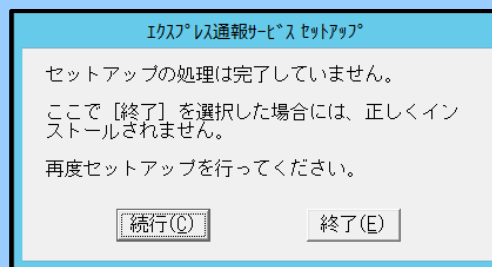 ｴｸｽﾌﾟﾚｽ通報ｻｰﾋﾞｽ ｾｯﾄｱｯﾌﾟ
セットアップの処理は完了していません。
ここで［終了］を選択した場合には、正しくイン
ストールされません。
再度セットアップを行ってください。
続行(C) 終了(E)